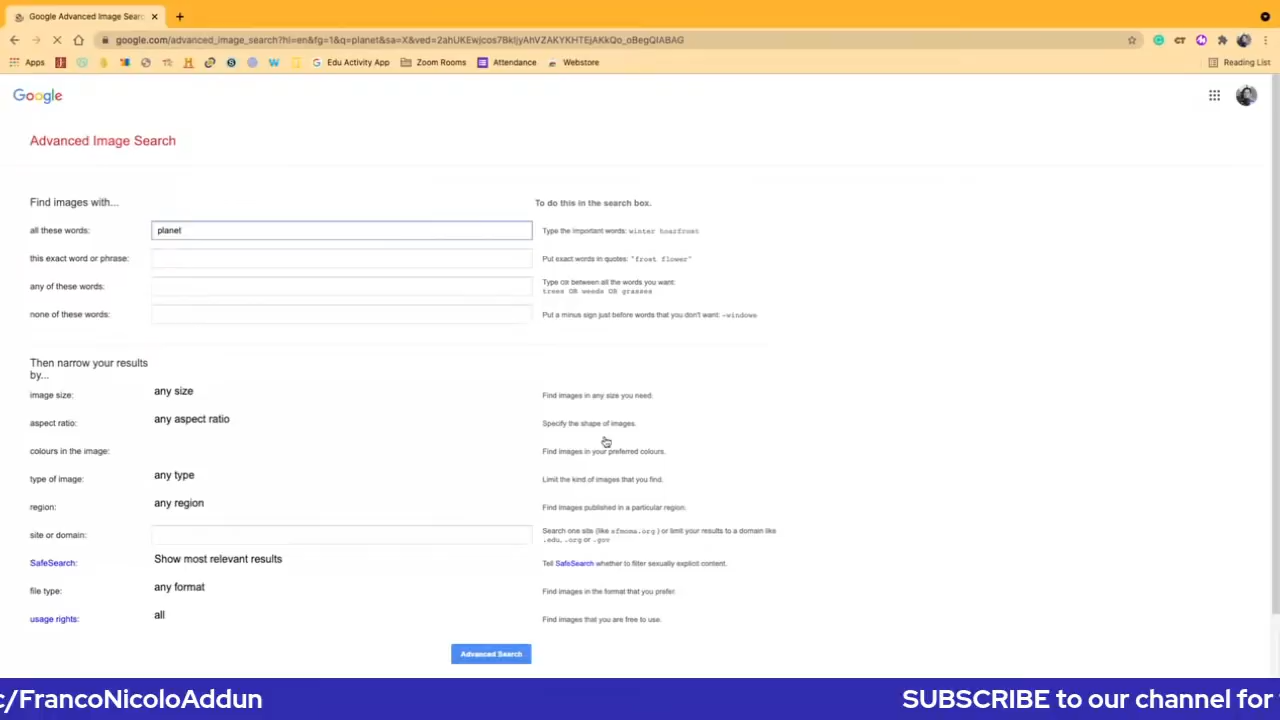 Google Advanced Image Sear
google.com/advanced_image_search?hl=en&fg=1&q=planet&sa=X&ved=
Apps
Edu Activity App
Zoom Rooms
Attendance
Webstore
Reading List
Google
Advanced Image Search
Find images with...
To do this in the search box.
all these words:
planet
Type the important words: winter hoarfrost
this exact word or phrase:
Put exact words in quotes: "frost flower"
any of these words:
Type OR between all the words you want:
trees OR weeds OR grasses
none of these words:
Put a minus sign just before words that you don't want: -windows
Then narrow your results
by...
image size:
any size
Find images in any size you need.
aspect ratio:
any aspect ratio
Specify the shape of images.
colours in the image:
Find images in your preferred colours.
type of image:
any type
Limit the kind of images that you find.
region:
any region
Find images published in a particular region.
site or domain:
Search one site (like sfmoma.org ) or limit your results to a domain like
.edu, .org or .gov
SafeSearch:
Show most relevant results
Tell SafeSearch whether to filter sexually explicit content.
file type:
any format
Find images in the format that you prefer.
usage rights:
all
Find images that you are free to use.
Advanced Search
c/FrancoNicoloAddun
SUBSCRIBE to our channel for